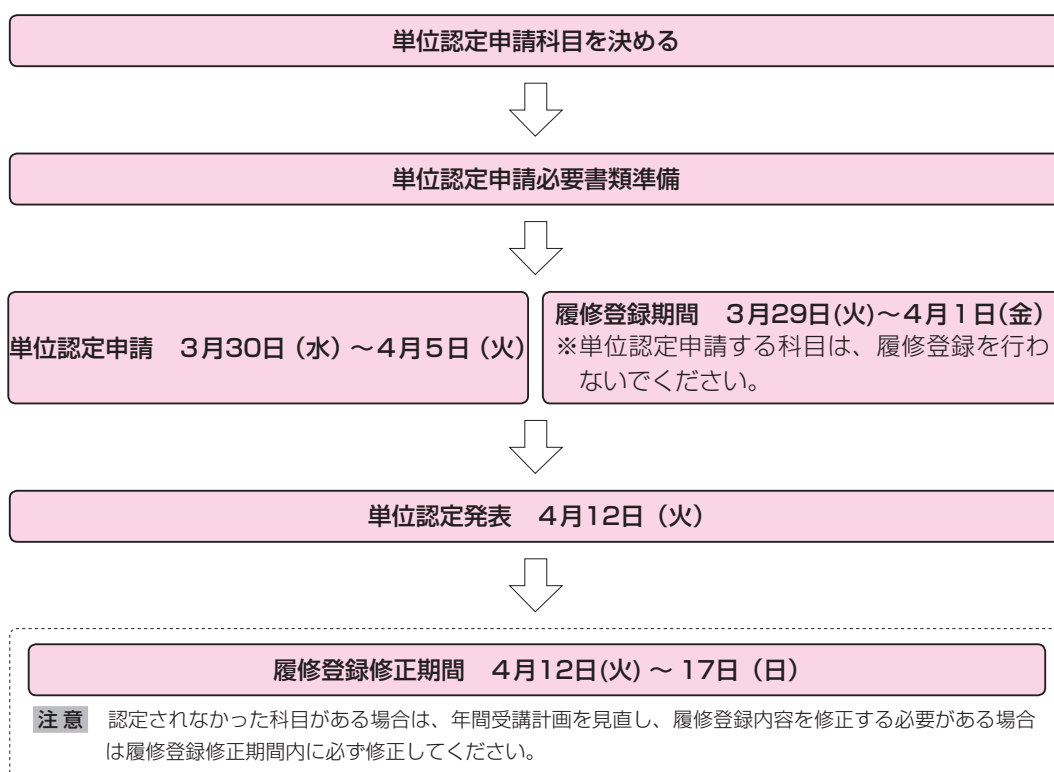 単位認定申請科目を決める
単位認定申請必要書類準備
単位認定申請　3月30日（水）～4月5日（火）
履修登録期間　3月29日(火)～4月1日(金)
※単位認定申請する科目は、履修登録を行わ
ないでください。
単位認定発表　4月12日（火）
履修登録修正期間　4月12日(火) ～ 17日（日）
注 意　認定されなかった科目がある場合は、年間受講計画を見直し、履修登録内容を修正する必要がある場合
は履修登録修正期間内に必ず修正してください。